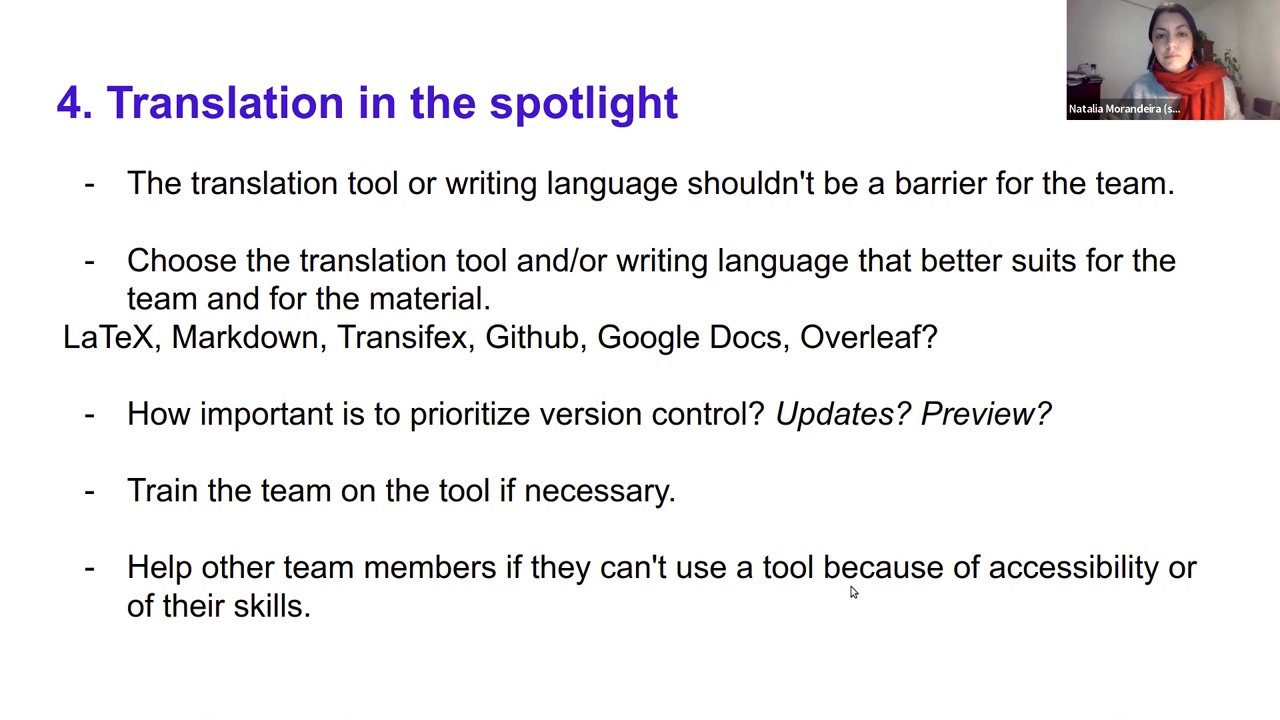 4. Translation in the spotlight
Natalia Morandeira (s...
- The translation tool or writing language shouldn't be a barrier for the team.
- Choose the translation tool and/or writing language that better suits for the
team and for the material.
LaTeX, Markdown, Transifex, Github, Google Docs, Overleaf?
- How important is to prioritize version control? Updates? Preview?
- Train the team on the tool if necessary.
- Help other team members if they can't use a tool because of accessibility or
of their skills.